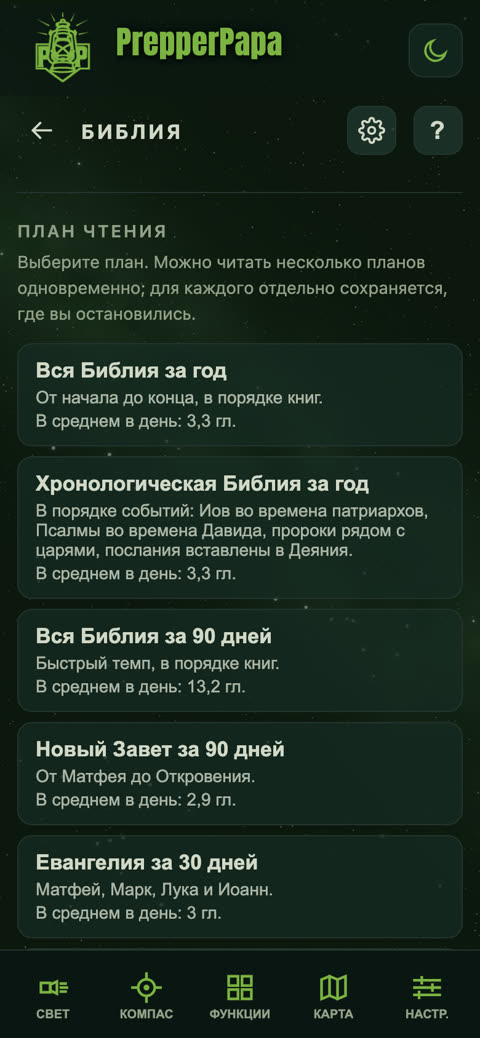 PP
PrepperPapa
БИБЛИЯ
?
ПЛАН ЧТЕНИЯ
Выберите план. Можно читать несколько планов
одновременно; для каждого отдельно сохраняется,
где вы остановились.
Вся Библия за год
От начала до конца, в порядке книг.
В среднем в день: 3,3 гл.
Хронологическая Библия за год
В порядке событий: Иов во времена патриархов,
Псалмы во времена Давида, пророки рядом с
царями, послания вставлены в Деяния.
В среднем в день: 3,3 гл.
Вся Библия за 90 дней
Быстрый темп, в порядке книг.
В среднем в день: 13,2 гл.
Новый Завет за 90 дней
От Матфея до Откровения.
В среднем в день: 2,9 гл.
Евангелия за 30 дней
Матфей, Марк, Лука и Иоанн.
В среднем в день: 3 гл.
СВЕТ
КОМПАС
ФУНКЦИИ
КАРТА
НАСТР.